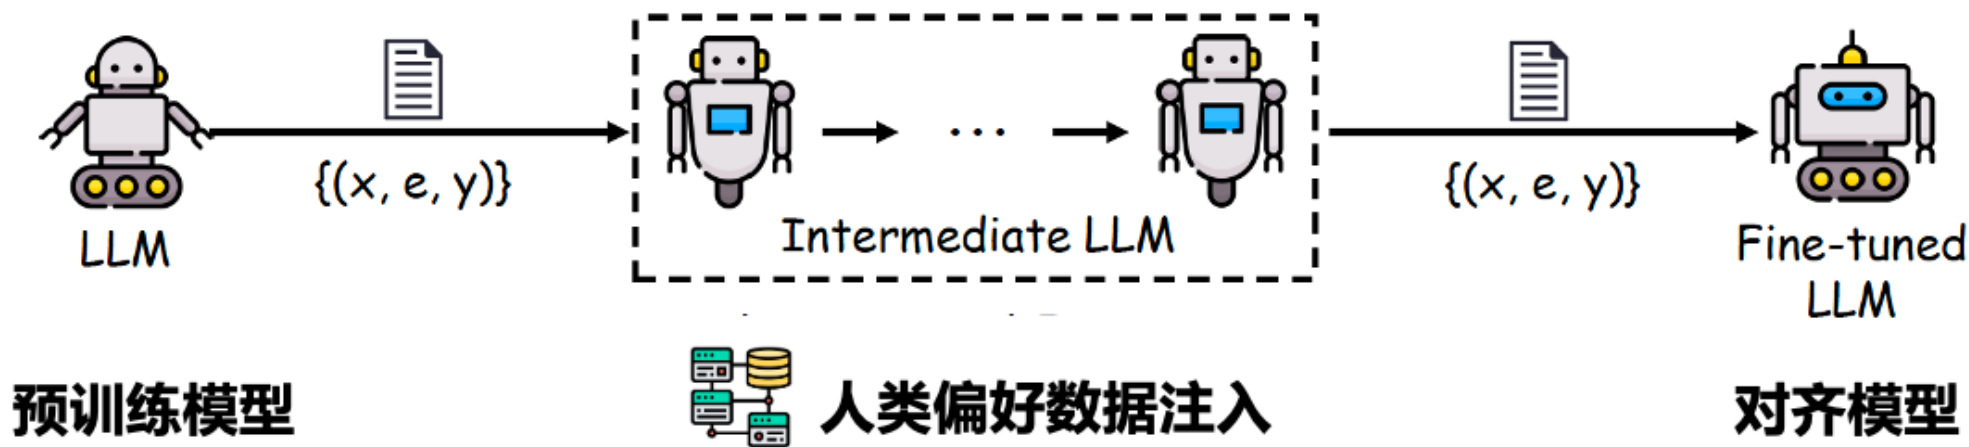 {(x, e, y)}
{(x, e, y)}
LLM
Intermediate LLM
Fine-tuned
LLM
预训练模型
人类偏好数据注入
对齐模型